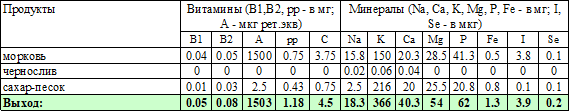 Продукты Витамины (В1,В2, рр - в мг; А - мкг рет.экв) Минералы (Na, Ca, K, Mg, P, Fe - в мг; I, Se - в мкг)
В1 В2 А рр С Na K Ca Mg P Fe I Se
морковь 0.04 0.05 1500 0.75 3.75 15.8 150 20.3 28.5 41.3 0.5 3.8 0.1
чернослив 0 0 0 0 0 0.02 0.06 0.04 0 0 0 0 0
сахар-песок 0.01 0.03 2.5 0.43 0.75 2.5 216 20 25.5 20.8 0.8 0.1 0.1
Выход: 0.05 0.08 1503 1.18 4.5 18.3 366 40.3 54 62 1.3 3.9 0.2